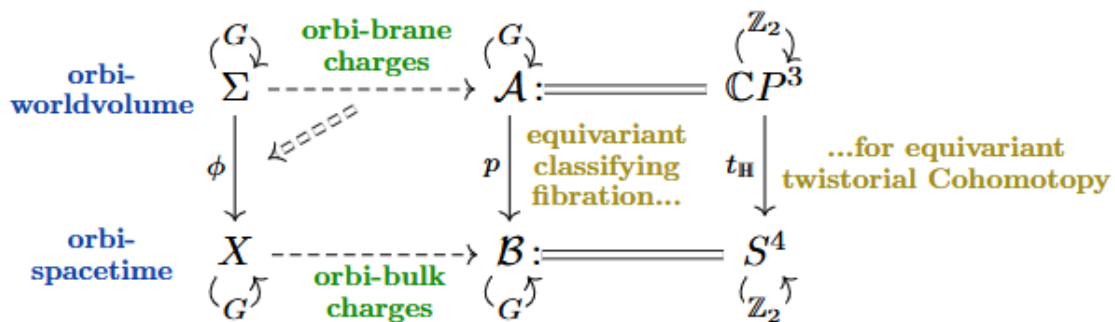 G orbi-brane charges G ℤ₂
orbi-worldvolume Σ 𝒜 : ℂP³
ϕ p equivariant classifying fibration... t_ℍ ...for equivariant twistorial Cohomotopy
orbi-spacetime X ℬ : S⁴
G orbi-bulk charges G ℤ₂